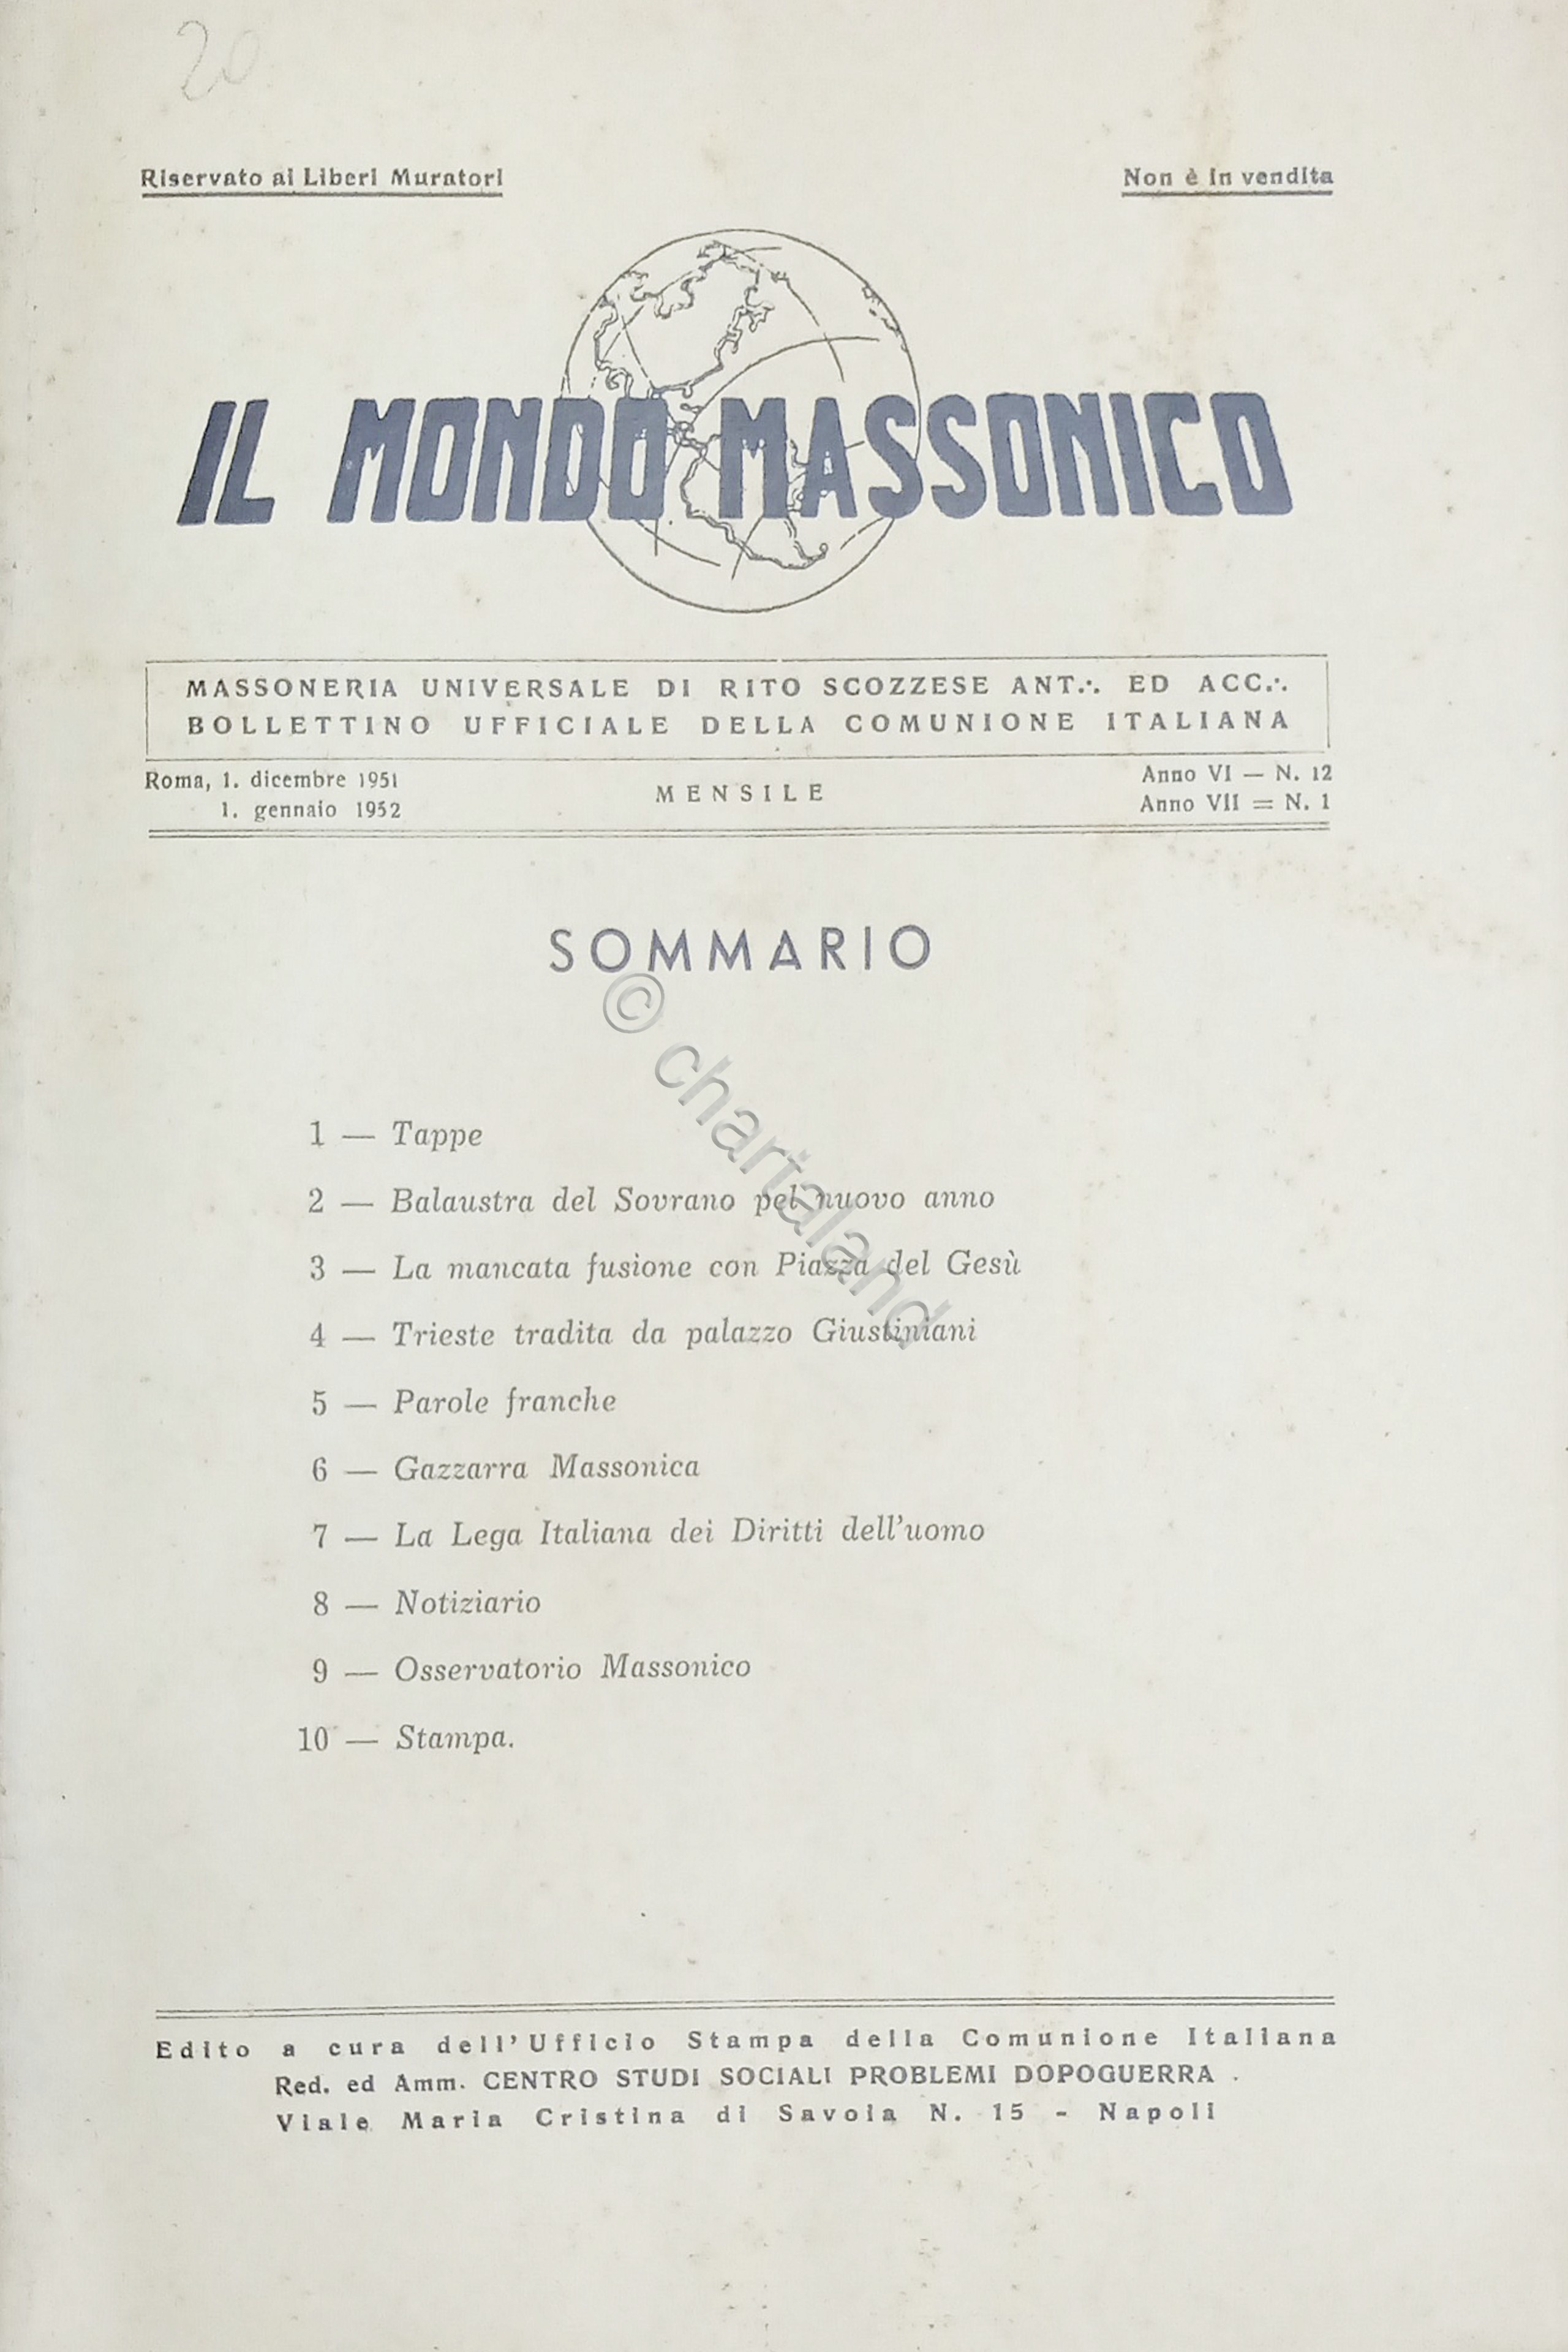 20
Riservato ai Liberi Muratori
Non è in vendita
IL MONDO MASSONICO
MASSONERIA UNIVERSALE DI RITO SCOZZESE ANT∴ ED ACC∴
BOLLETTINO UFFICIALE DELLA COMUNIONE ITALIANA
Roma, 1. dicembre 1951
1. gennaio 1952
MENSILE
Anno VI — N. 12
Anno VII = N. 1
SOMMARIO
© chartaland
1 — Tappe
2 — Balaustra del Sovrano pel nuovo anno
3 — La mancata fusione con Piazza del Gesù
4 — Trieste tradita da palazzo Giustiniani
5 — Parole franche
6 — Gazzarra Massonica
7 — La Lega Italiana dei Diritti dell'uomo
8 — Notiziario
9 — Osservatorio Massonico
10 — Stampa.
Edito a cura dell'Ufficio Stampa della Comunione Italiana
Red. ed Amm. CENTRO STUDI SOCIALI PROBLEMI DOPOGUERRA .
Viale Maria Cristina di Savoia N. 15 - Napoli